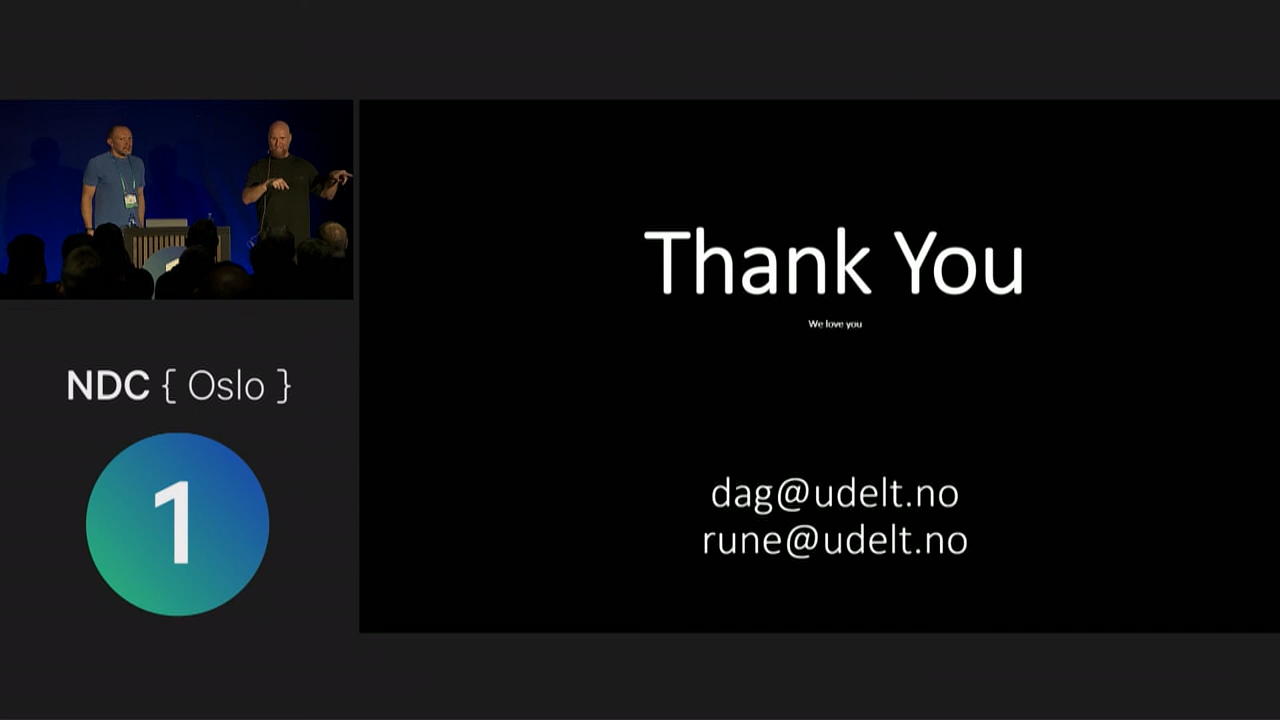 NDC { Oslo }
1
Thank You
We love you
dag@udelt.no
rune@udelt.no